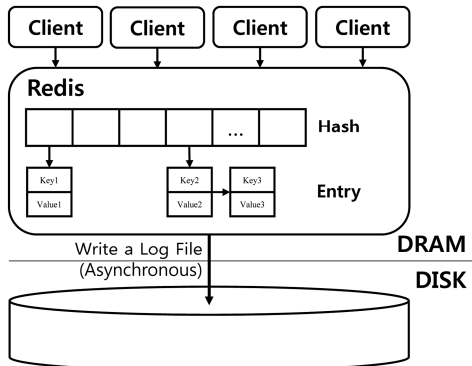 Client Client Client Client
Redis
... Hash
Key1 Key2 Key3
Entry
Value1 Value2 Value3
Write a Log File
(Asynchronous)
DRAM
DISK